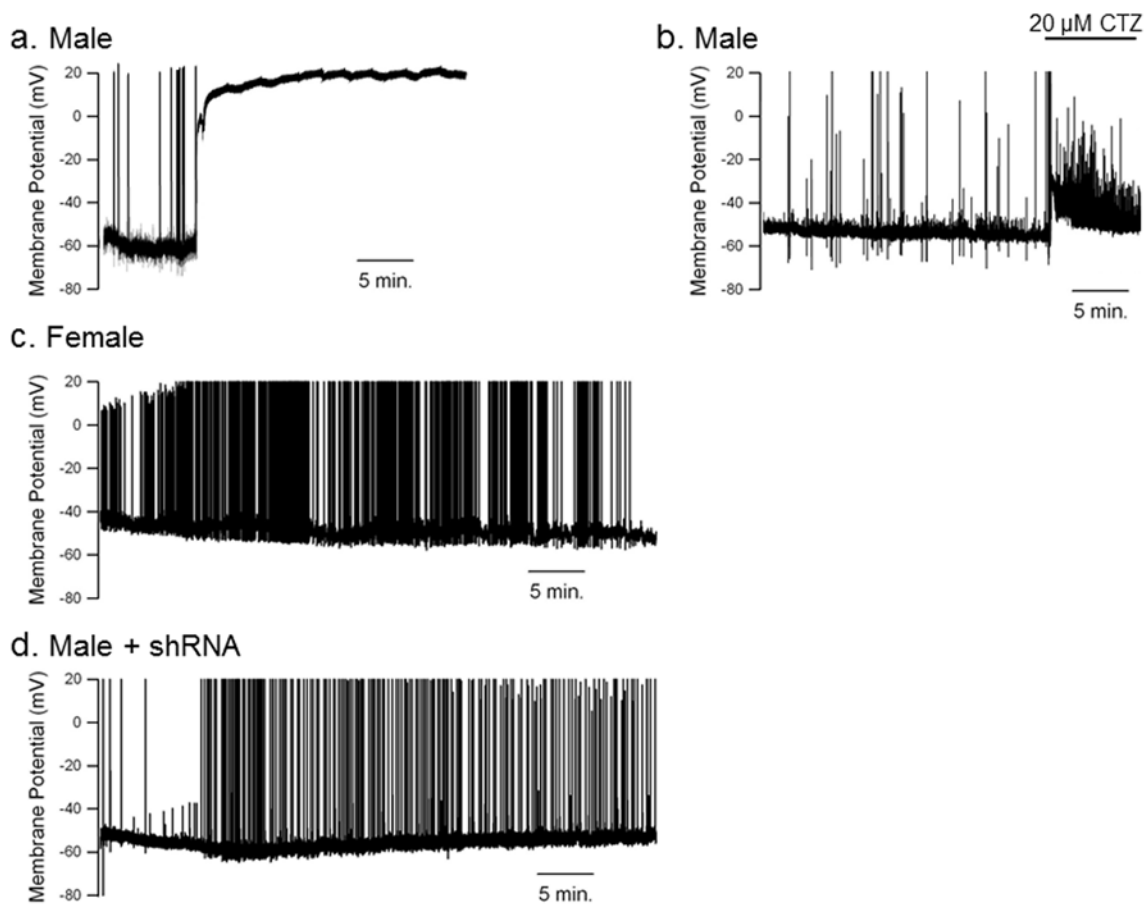 a. Male
Membrane Potential (mV)
20
0
-20
-40
-60
-80
5 min.
b. Male
20 µM CTZ
Membrane Potential (mV)
20
0
-20
-40
-60
-80
5 min.
c. Female
Membrane Potential (mV)
20
0
-20
-40
-60
-80
5 min.
d. Male + shRNA
Membrane Potential (mV)
20
0
-20
-40
-60
-80
5 min.